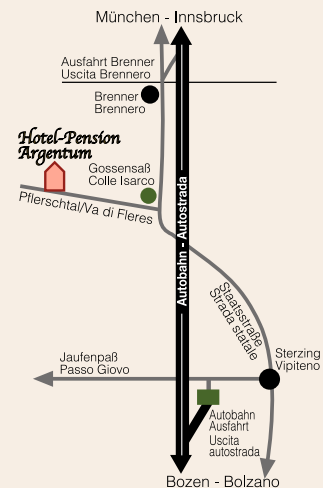 München - Innsbruck
Ausfahrt Brenner
Uscita Brennero
Brenner
Brennero
Hotel-Pension
Argentum
Gossensaß
Colle Isarco
Pflerschtal/Va di Fleres
Autobahn - Autostrada
Staatsstraße
Strada statale
Jaufenpaß
Passo Giovo
Sterzing
Vipiteno
Autobahn
Ausfahrt
Uscita
autostrada
Bozen - Bolzano